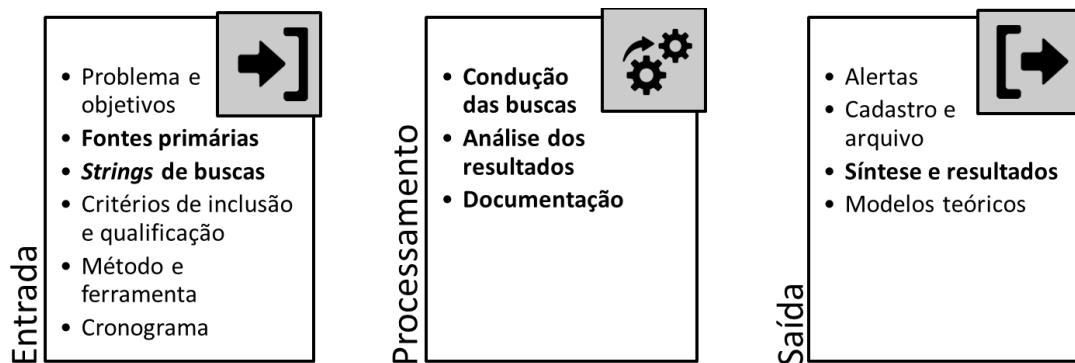 Entrada
• Problema e
objetivos
• Fontes primárias
• Strings de buscas
• Critérios de inclusão
e qualificação
• Método e
ferramenta
• Cronograma
Processamento
• Condução
das buscas
• Análise dos
resultados
• Documentação
Saída
• Alertas
• Cadastro e
arquivo
• Síntese e resultados
• Modelos teóricos